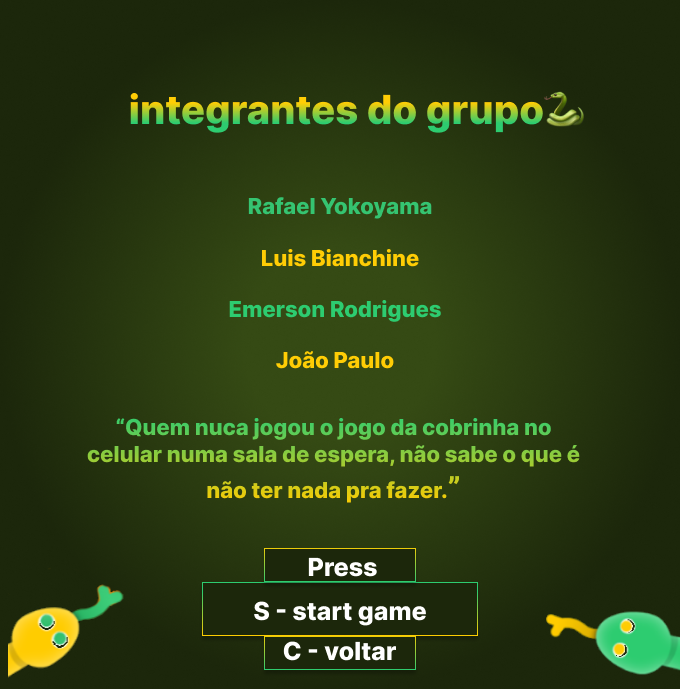 integrantes do grupo🐍
Rafael Yokoyama
Luis Bianchine
Emerson Rodrigues
João Paulo
“Quem nuca jogou o jogo da cobrinha no
celular numa sala de espera, não sabe o que é
não ter nada pra fazer.”
Press
S - start game
C - voltar